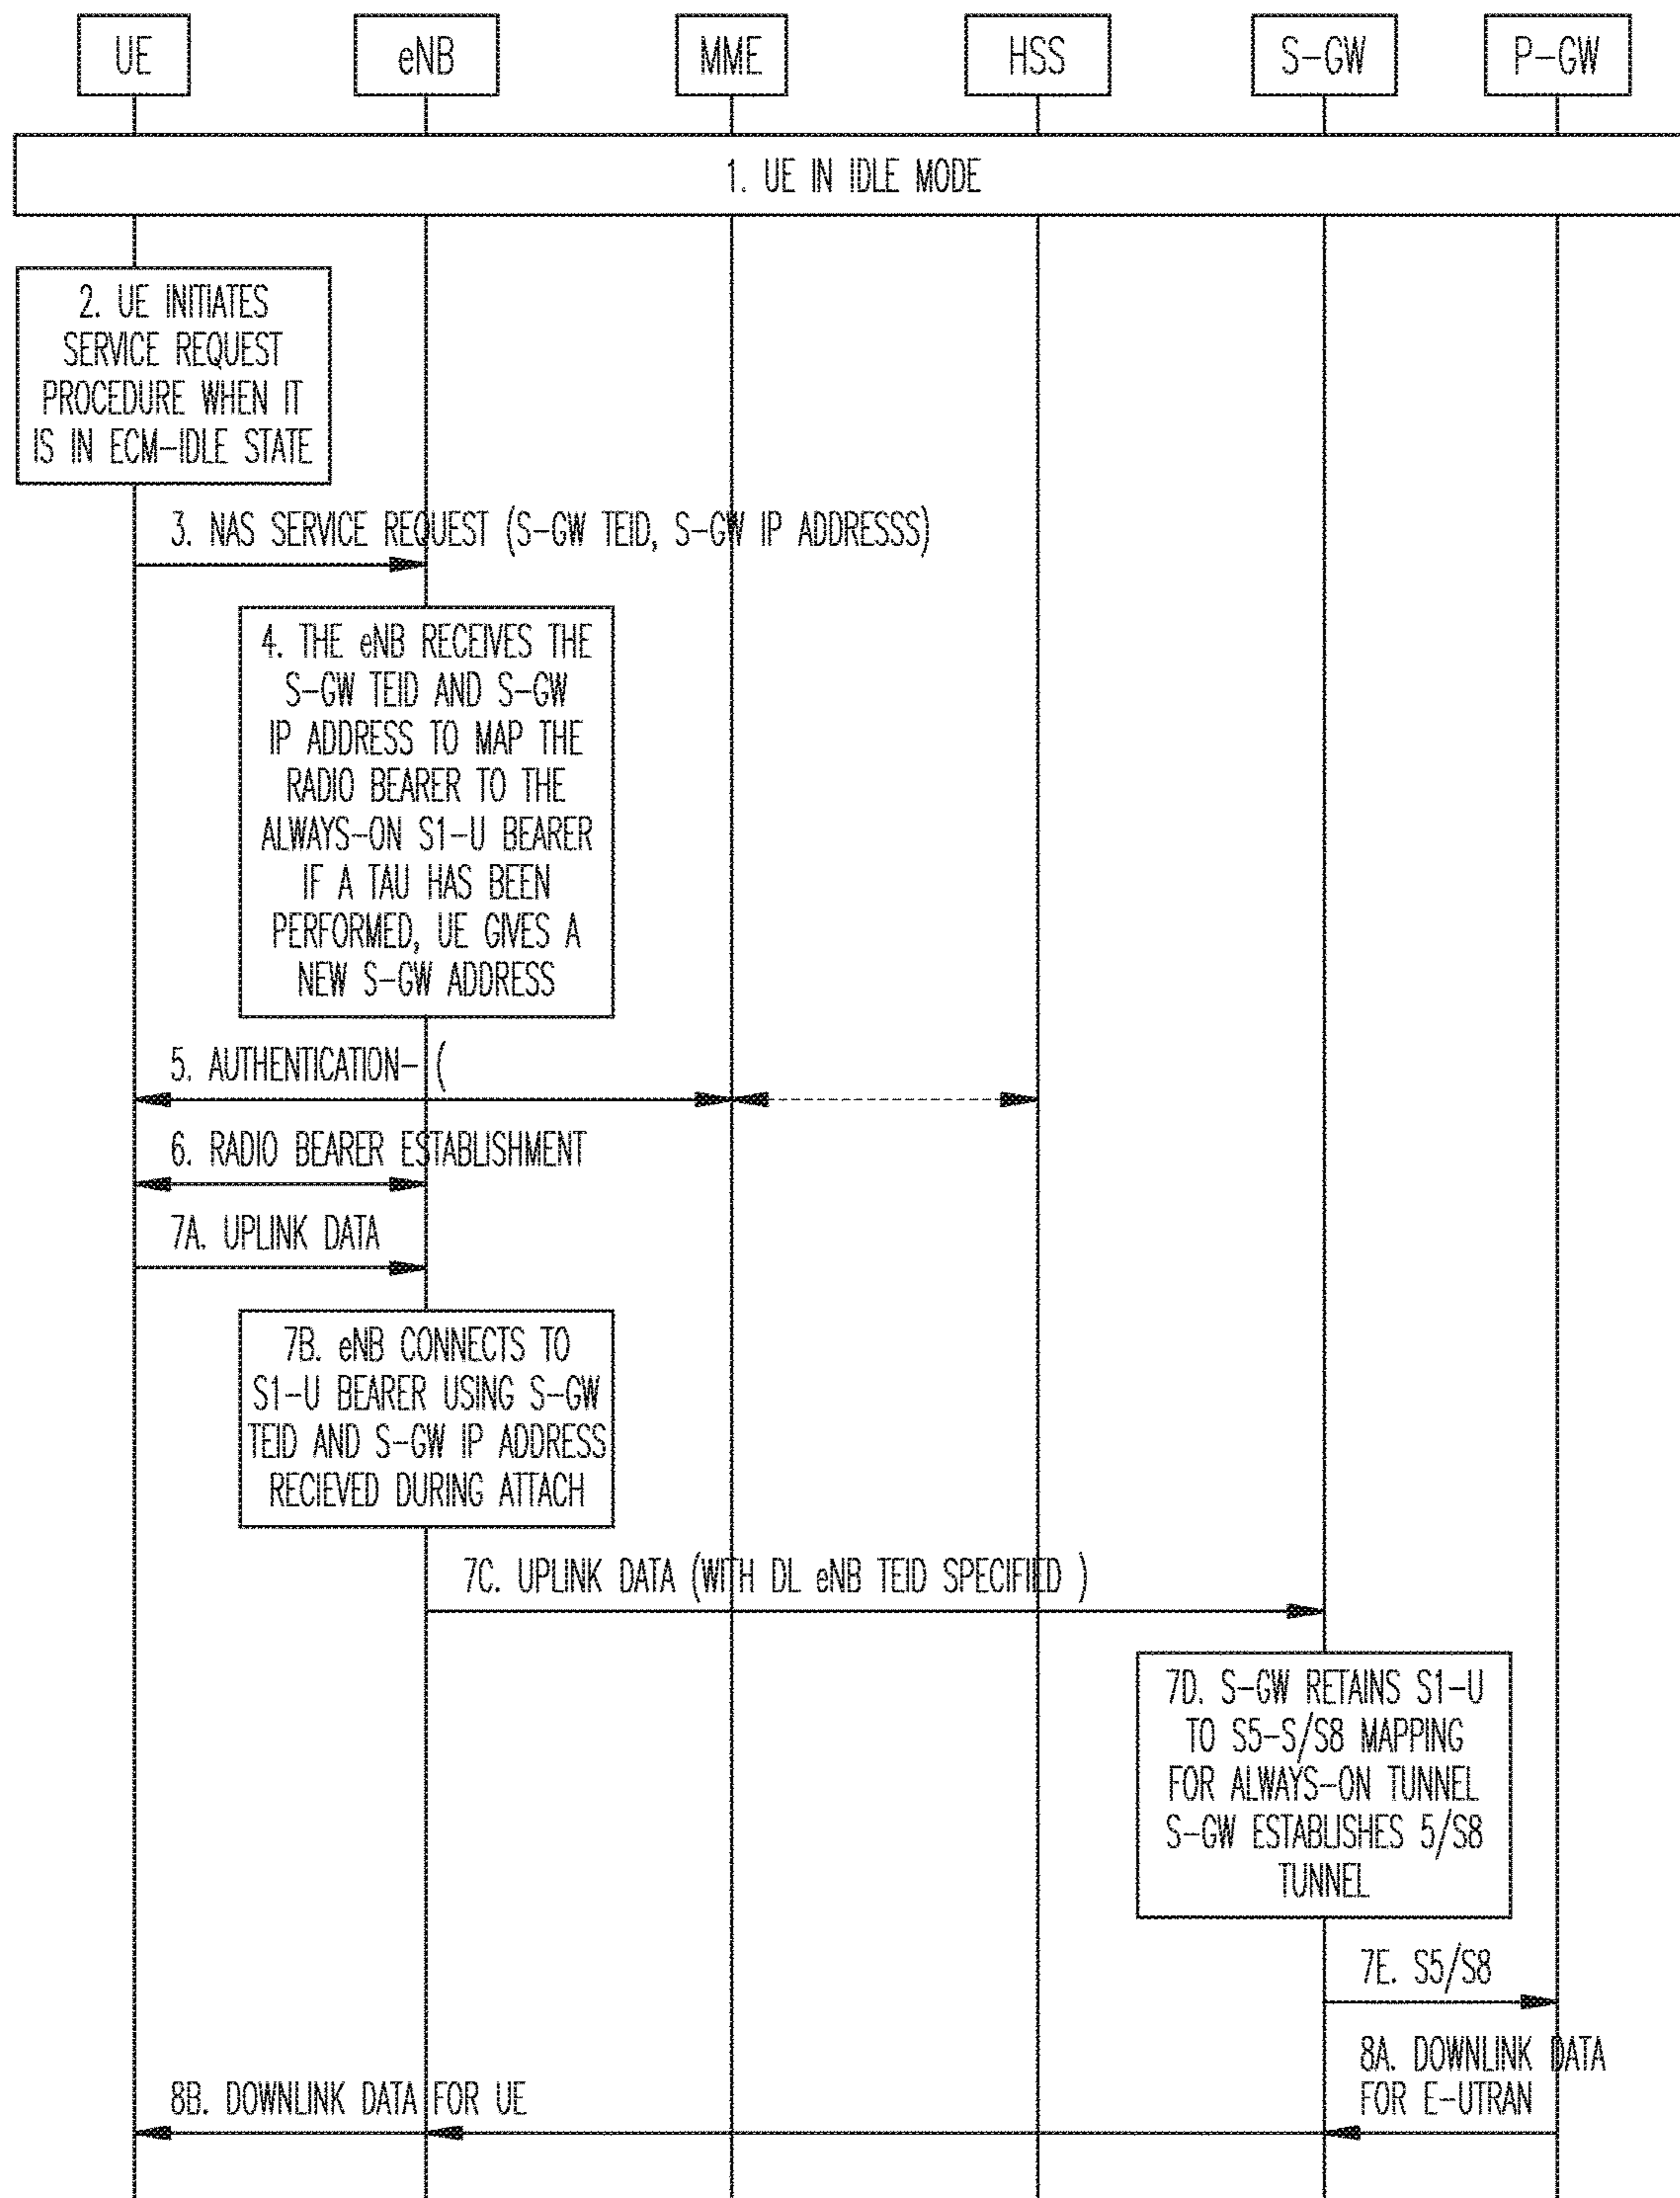 UE
eNB
MME
HSS
S-GW
P-GW
1. UE IN IDLE MODE
2. UE INITIATES
SERVICE REQUEST
PROCEDURE WHEN IT
IS IN ECM-IDLE STATE
3. NAS SERVICE REQUEST (S-GW TEID, S-GW IP ADDRESSS)
4. THE eNB RECEIVES THE
S-GW TEID AND S-GW
IP ADDRESS TO MAP THE
RADIO BEARER TO THE
ALWAYS-ON S1-U BEARER
IF A TAU HAS BEEN
PERFORMED, UE GIVES A
NEW S-GW ADDRESS
5. AUTHENTICATION- (
6. RADIO BEARER ESTABLISHMENT
7A. UPLINK DATA
7B. eNB CONNECTS TO
S1-U BEARER USING S-GW
TEID AND S-GW IP ADDRESS
RECIEVED DURING ATTACH
7C. UPLINK DATA (WITH DL eNB TEID SPECIFIED )
7D. S-GW RETAINS S1-U
TO S5-S/S8 MAPPING
FOR ALWAYS-ON TUNNEL
S-GW ESTABLISHES 5/S8
TUNNEL
7E. S5/S8
8A. DOWNLINK DATA
FOR E-UTRAN
8B. DOWNLINK DATA FOR UE